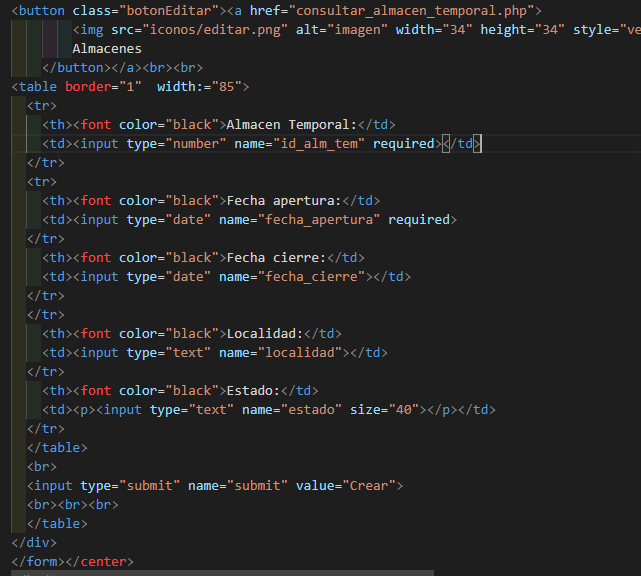 <button class="botonEditar"><a href="consultar_almacen_temporal.php">
<img src="iconos/editar.png" alt="imagen" width="34" height="34" style="ve
Almacenes
</button></a><br><br>
<table border="1"  width:="85">
<tr>
<th><font color="black">Almacen Temporal:</td>
<td><input type="number" name="id_alm_tem" required></td>
</tr>
<tr>
<th><font color="black">Fecha apertura:</td>
<td><input type="date" name="fecha_apertura" required>
</tr>
<th><font color="black">Fecha cierre:</td>
<td><input type="date" name="fecha_cierre"></td>
</tr>
</tr>
<th><font color="black">Localidad:</td>
<td><input type="text" name="localidad"></td>
</tr>
<th><font color="black">Estado:</td>
<td><p><input type="text" name="estado" size="40"></p></td>
</tr>
</table>
<br>
<input type="submit" name="submit" value="Crear">
<br><br><br>
</table>
</div>
</form></center>